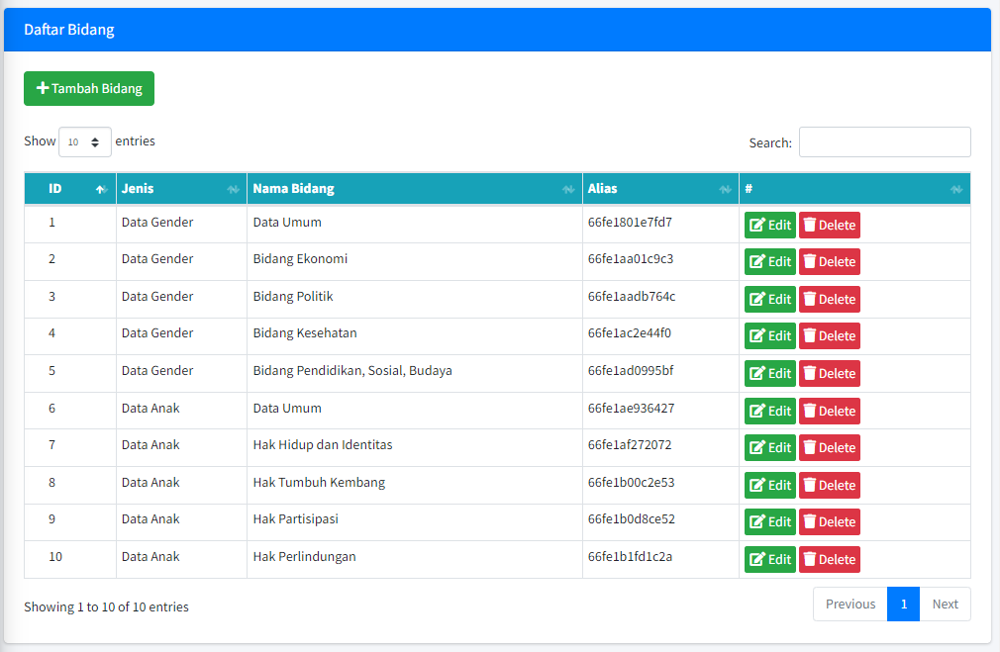 Daftar Bidang
Tambah Bidang
Show 10 entries
Search:
ID Jenis Nama Bidang Alias #
1 Data Gender Data Umum 66fe1801e7fd7 Edit Delete
2 Data Gender Bidang Ekonomi 66fe1aa01c9c3 Edit Delete
3 Data Gender Bidang Politik 66fe1aadb764c Edit Delete
4 Data Gender Bidang Kesehatan 66fe1ac2e44f0 Edit Delete
5 Data Gender Bidang Pendidikan, Sosial, Budaya 66fe1ad0995bf Edit Delete
6 Data Anak Data Umum 66fe1ae936427 Edit Delete
7 Data Anak Hak Hidup dan Identitas 66fe1af272072 Edit Delete
8 Data Anak Hak Tumbuh Kembang 66fe1b00c2e53 Edit Delete
9 Data Anak Hak Partisipasi 66fe1b0d8ce52 Edit Delete
10 Data Anak Hak Perlindungan 66fe1b1fd1c2a Edit Delete
Showing 1 to 10 of 10 entries
Previous 1 Next